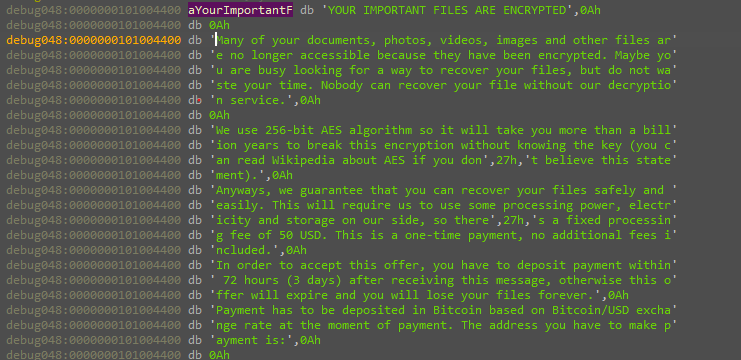 debug048:0000000101004400 aYourImportantF db 'YOUR IMPORTANT FILES ARE ENCRYPTED',0Ah
debug048:0000000101004400 db 0Ah
debug048:0000000101004400 db 'Many of your documents, photos, videos, images and other files ar'
debug048:0000000101004400 db 'e no longer accessible because they have been encrypted. Maybe yo'
debug048:0000000101004400 db 'u are busy looking for a way to recover your files, but do not wa'
debug048:0000000101004400 db 'ste your time. Nobody can recover your file without our decryptio'
debug048:0000000101004400 db 'n service.',0Ah
debug048:0000000101004400 db 0Ah
debug048:0000000101004400 db 'We use 256-bit AES algorithm so it will take you more than a bill'
debug048:0000000101004400 db 'ion years to break this encryption without knowing the key (you c'
debug048:0000000101004400 db 'an read Wikipedia about AES if you don',27h,'t believe this state'
debug048:0000000101004400 db 'ment).',0Ah
debug048:0000000101004400 db 'Anyways, we guarantee that you can recover your files safely and '
debug048:0000000101004400 db 'easily. This will require us to use some processing power, electr'
debug048:0000000101004400 db 'icity and storage on our side, so there',27h,'s a fixed processin'
debug048:0000000101004400 db 'g fee of 50 USD. This is a one-time payment, no additional fees i'
debug048:0000000101004400 db 'ncluded.',0Ah
debug048:0000000101004400 db 'In order to accept this offer, you have to deposit payment within'
debug048:0000000101004400 db ' 72 hours (3 days) after receiving this message, otherwise this o'
debug048:0000000101004400 db 'ffer will expire and you will lose your files forever.',0Ah
debug048:0000000101004400 db 'Payment has to be deposited in Bitcoin based on Bitcoin/USD excha'
debug048:0000000101004400 db 'nge rate at the moment of payment. The address you have to make p'
debug048:0000000101004400 db 'ayment is:',0Ah
debug048:0000000101004400 db 0Ah